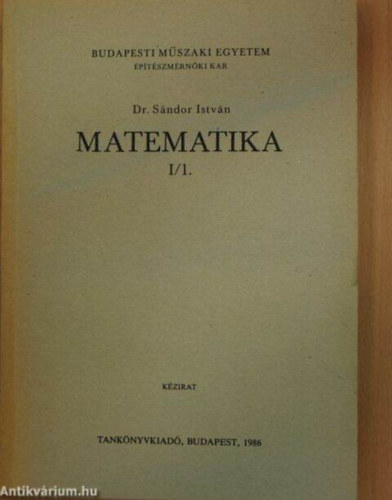 BUDAPESTI MŰSZAKI EGYETEM
ÉPÍTÉSZMÉRNÖKI KAR
Dr. Sándor István
MATEMATIKA
I/1.
KÉZIRAT
TANKÖNYVKIADÓ, BUDAPEST, 1986
Antikvárium.hu